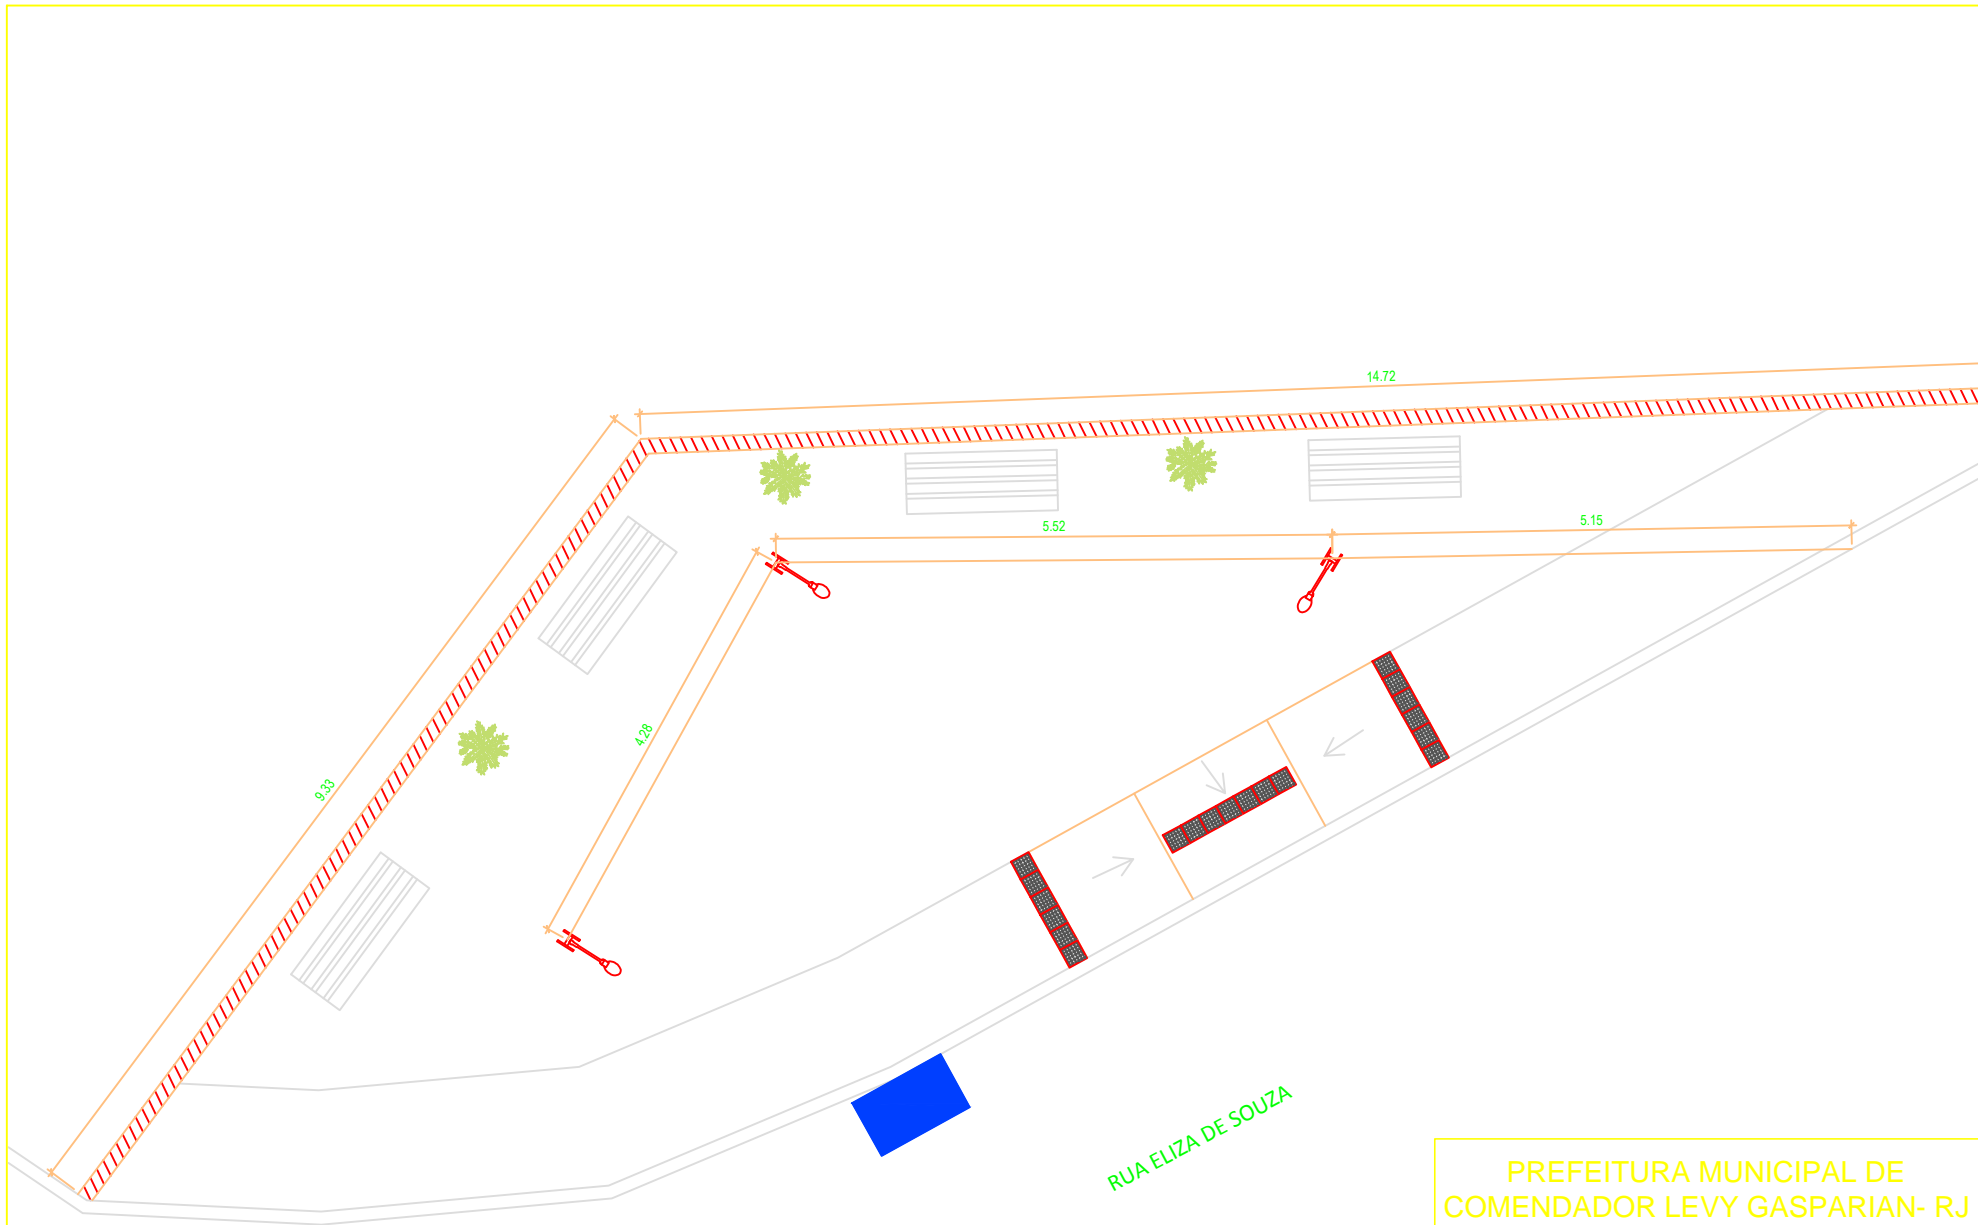 14.72
5.52
5.15
4.28
9.33
RUA ELIZA DE SOUZA
PREFEITURA MUNICIPAL DE
COMENDADOR LEVY GASPARIAN- RJ